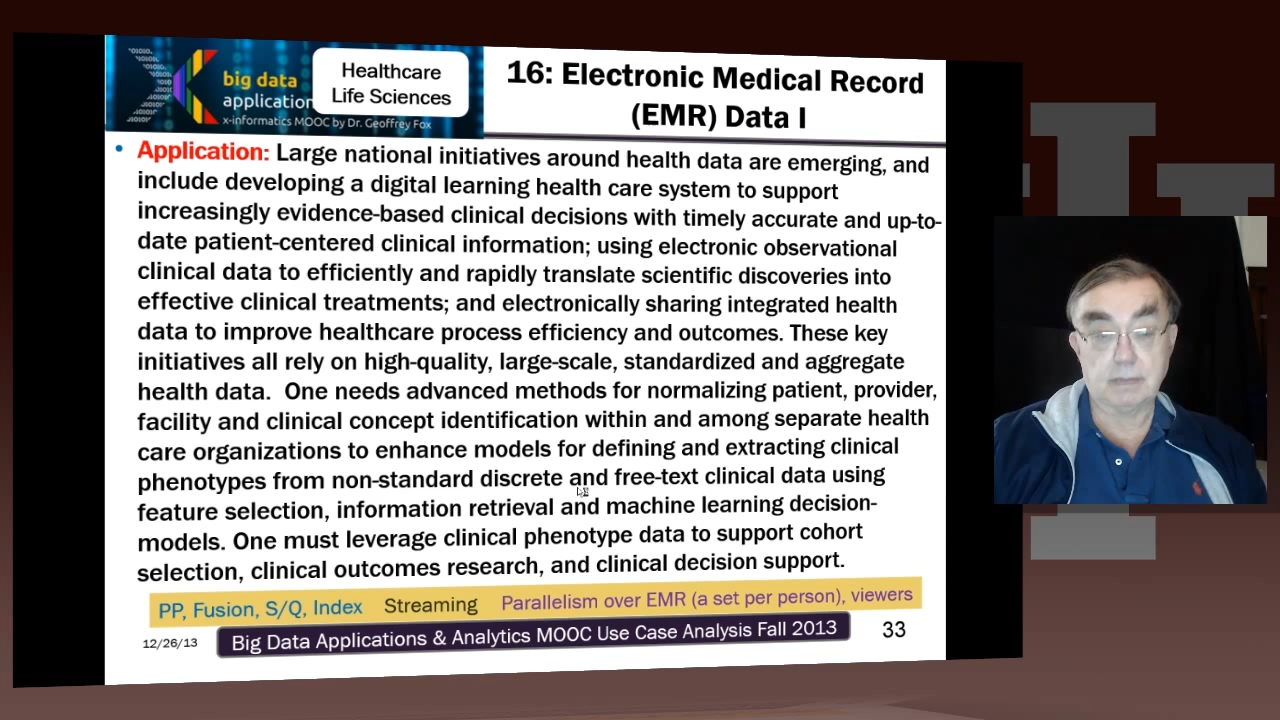 big data
application
x-informatics MOOC by Dr. Geoffrey Fox
Healthcare
Life Sciences
16: Electronic Medical Record
(EMR) Data I
• Application: Large national initiatives around health data are emerging, and
include developing a digital learning health care system to support
increasingly evidence-based clinical decisions with timely accurate and up-to-
date patient-centered clinical information; using electronic observational
clinical data to efficiently and rapidly translate scientific discoveries into
effective clinical treatments; and electronically sharing integrated health
data to improve healthcare process efficiency and outcomes. These key
initiatives all rely on high-quality, large-scale, standardized and aggregate
health data.  One needs advanced methods for normalizing patient, provider,
facility and clinical concept identification within and among separate health
care organizations to enhance models for defining and extracting clinical
phenotypes from non-standard discrete and free-text clinical data using
feature selection, information retrieval and machine learning decision-
models. One must leverage clinical phenotype data to support cohort
selection, clinical outcomes research, and clinical decision support.
PP, Fusion, S/Q, Index Streaming Parallelism over EMR (a set per person), viewers
12/26/13 Big Data Applications & Analytics MOOC Use Case Analysis Fall 2013 33